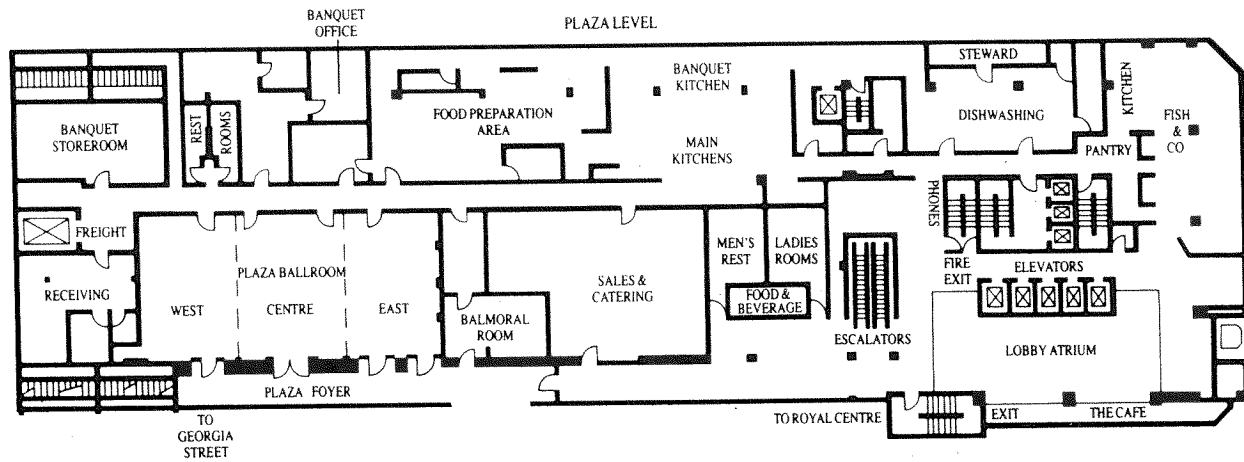 PLAZA LEVEL
BANQUET
OFFICE
STEWARD
BANQUET
KITCHEN
KITCHEN
BANQUET
STOREROOM
REST
ROOMS
FOOD PREPARATION
AREA
DISHWASHING
FISH
&
CO
MAIN
KITCHENS
PANTRY
PHONES
FREIGHT
MEN'S
REST
LADIES
ROOMS
FIRE
EXIT
ELEVATORS
RECEIVING
PLAZA BALLROOM
WEST
CENTRE
EAST
SALES &
CATERING
FOOD &
BEVERAGE
BALMORAL
ROOM
ESCALATORS
LOBBY ATRIUM
PLAZA FOYER
TO
GEORGIA
STREET
TO ROYAL CENTRE
EXIT
THE CAFE